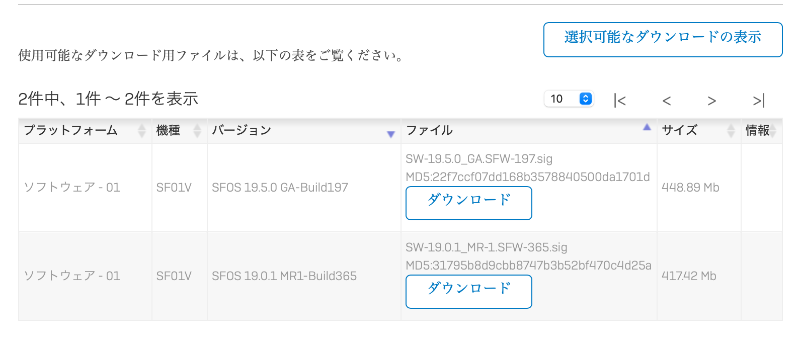 選択可能なダウンロードの表示
使用可能なダウンロード用ファイルは、以下の表をご覧ください。
2件中、1件 ～ 2件を表示
10
|< < > >|
プラットフォーム 機種 バージョン ファイル サイズ 情報
SW-19.5.0_GA.SFW-197.sig
MD5:22f7ccf07dd168b3578840500da1701d
ソフトウェア - 01 SF01V SFOS 19.5.0 GA-Build197 448.89 Mb
ダウンロード
SW-19.0.1_MR-1.SFW-365.sig
MD5:31795b8d9cbb8747b3b52bf470c4d25a
ソフトウェア - 01 SF01V SFOS 19.0.1 MR1-Build365 417.42 Mb
ダウンロード